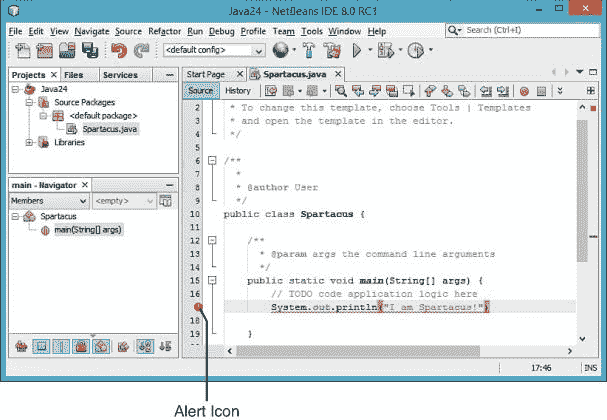 Java24 - NetBeans IDE 8.0 RC1
File Edit View Navigate Source Refactor Run Debug Profile Team Tools Window Help
Search (Ctrl+I)
<default config>
Projects Files Services
Java24
Source Packages
<default package>
Spartacus.java
Libraries
main - Navigator
Members <empty>
Spartacus
main(String[] args)
Start Page Spartacus.java
Source History
2 * To change this template, choose Tools | Templates
3 * and open the template in the editor.
4 */
5
6 /**
7 *
8 * @author User
9 */
10 public class Spartacus {
11
12 /**
13 * @param args the command line arguments
14 */
15 public static void main(String[] args) {
16 // TODO code application logic here
System.out.println("I am Spartacus!")
18
19 }
17:46 INS
Alert Icon